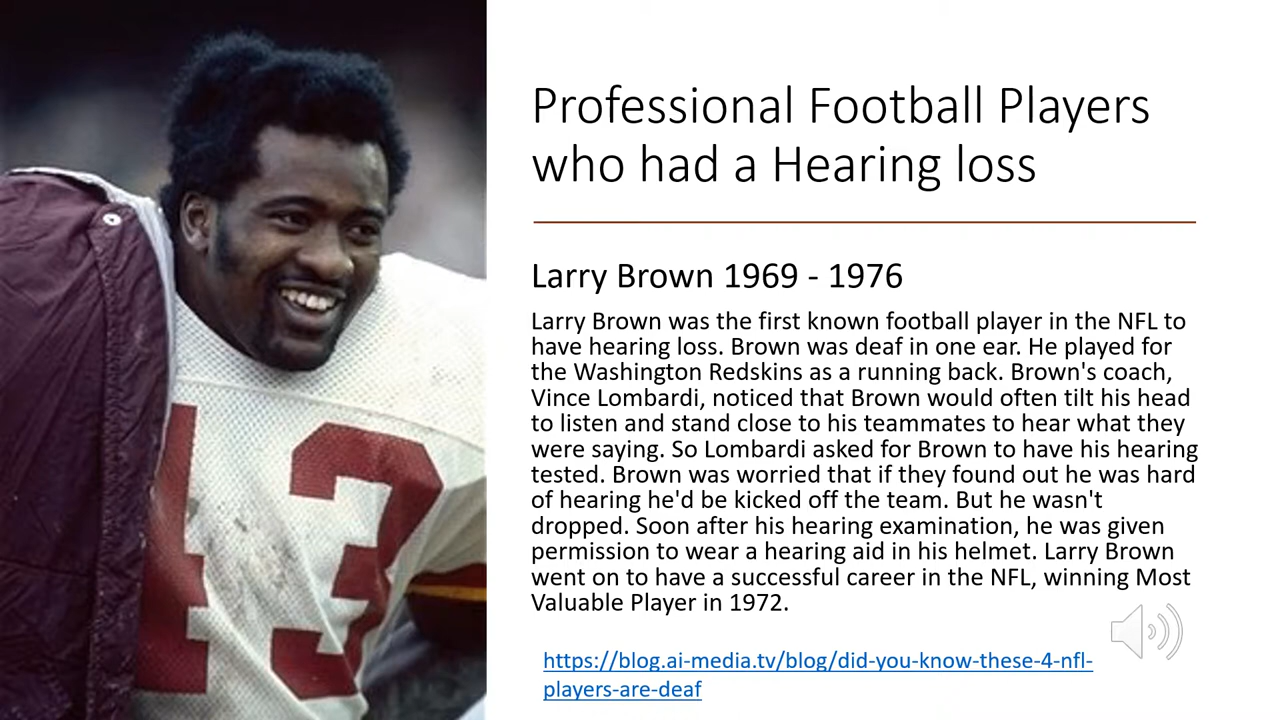 Professional Football Players
who had a Hearing loss
Larry Brown 1969 - 1976
Larry Brown was the first known football player in the NFL to
have hearing loss. Brown was deaf in one ear. He played for
the Washington Redskins as a running back. Brown's coach,
Vince Lombardi, noticed that Brown would often tilt his head
to listen and stand close to his teammates to hear what they
were saying. So Lombardi asked for Brown to have his hearing
tested. Brown was worried that if they found out he was hard
of hearing he'd be kicked off the team. But he wasn't
dropped. Soon after his hearing examination, he was given
permission to wear a hearing aid in his helmet. Larry Brown
went on to have a successful career in the NFL, winning Most
Valuable Player in 1972.
https://blog.ai-media.tv/blog/did-you-know-these-4-nfl-
players-are-deaf
43